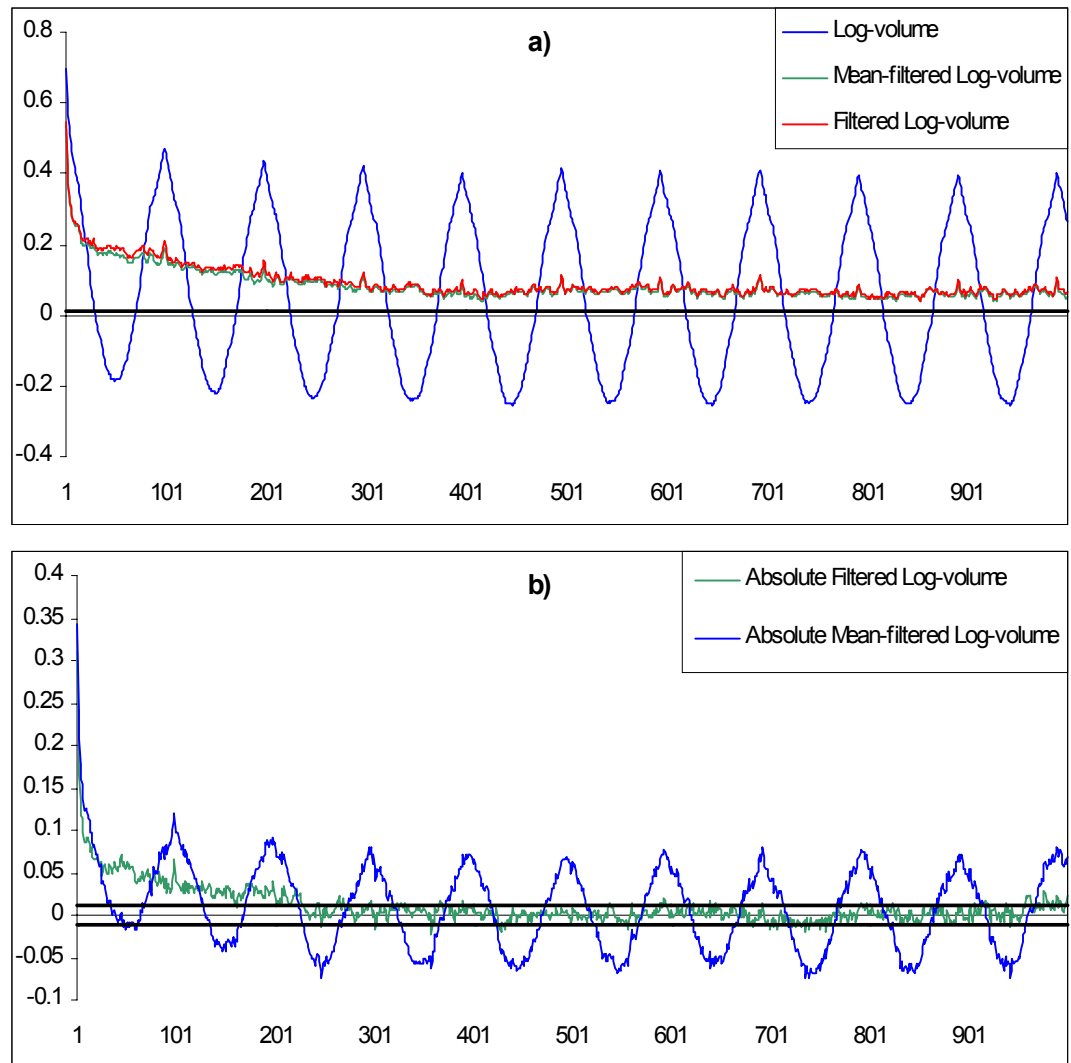 a)
Log-volume
Mean-filtered Log-volume
Filtered Log-volume
0.8
0.6
0.4
0.2
0
-0.2
-0.4
1 101 201 301 401 501 601 701 801 901
b)
Absolute Filtered Log-volume
Absolute Mean-filtered Log-volume
0.4
0.35
0.3
0.25
0.2
0.15
0.1
0.05
0
-0.05
-0.1
1 101 201 301 401 501 601 701 801 901